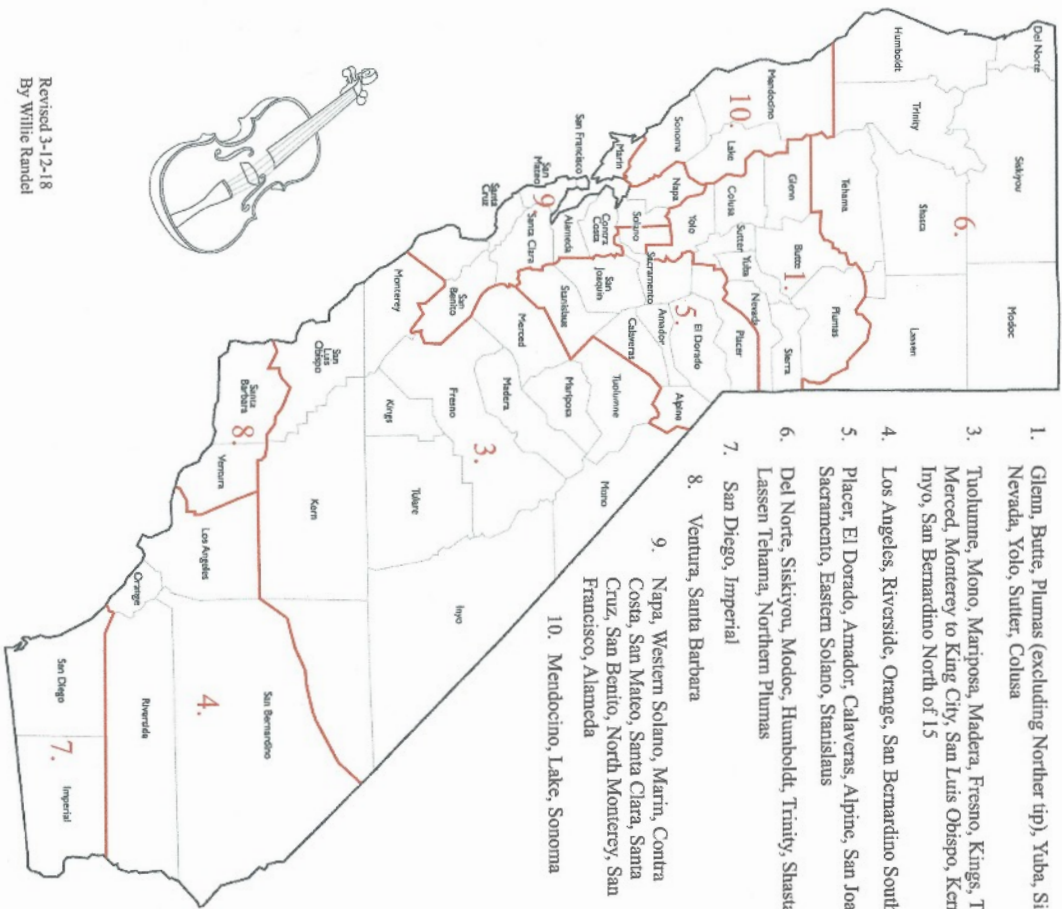 1. Glenn, Butte, Plumas (excluding Norther tip), Yuba, Si
Nevada, Yolo, Sutter, Colusa
3. Tuolumne, Mono, Mariposa, Madera, Fresno, Kings, T
Merced, Monterey to King City, San Luis Obispo, Kern
Inyo, San Bernardino North of 15
4. Los Angeles, Riverside, Orange, San Bernardino South
5. Placer, El Dorado, Amador, Calaveras, Alpine, San Joa
Sacramento, Eastern Solano, Stanislaus
6. Del Norte, Siskiyou, Modoc, Humboldt, Trinity, Shasta
Lassen Tehama, Northern Plumas
7. San Diego, Imperial
8. Ventura, Santa Barbara
9. Napa, Western Solano, Marin, Contra
Costa, San Mateo, Santa Clara, Santa
Cruz, San Benito, North Monterey, San
Francisco, Alameda
10. Mendocino, Lake, Sonoma
Del Norte
Siskiyou
Modoc
6.
Humboldt
Trinity
Shasta
Lassen
Tehama
Plumas
Mendocino
10.
Glenn
Butte
1.
Sierra
Lake
Colusa
Sutter
Yuba
Nevada
Placer
Sonoma
Napa
Yolo
El Dorado
5.
Sacramento
Amador
Alpine
Marin
Solano
San Francisco
Contra
Costa
San
Joaquin
Calaveras
Tuolumne
Mono
Alameda
San
Mateo
9
Santa Clara
Stanislaus
Mariposa
Santa
Cruz
Merced
Madera
San
Benito
Fresno
3.
Monterey
Kings
Tulare
Inyo
San
Luis
Obispo
Kern
Santa
Barbara
8.
Ventura
Los Angeles
San Bernardino
4.
Orange
Riverside
San Diego
7.
Imperial
Revised 3-12-18
By Willie Randel